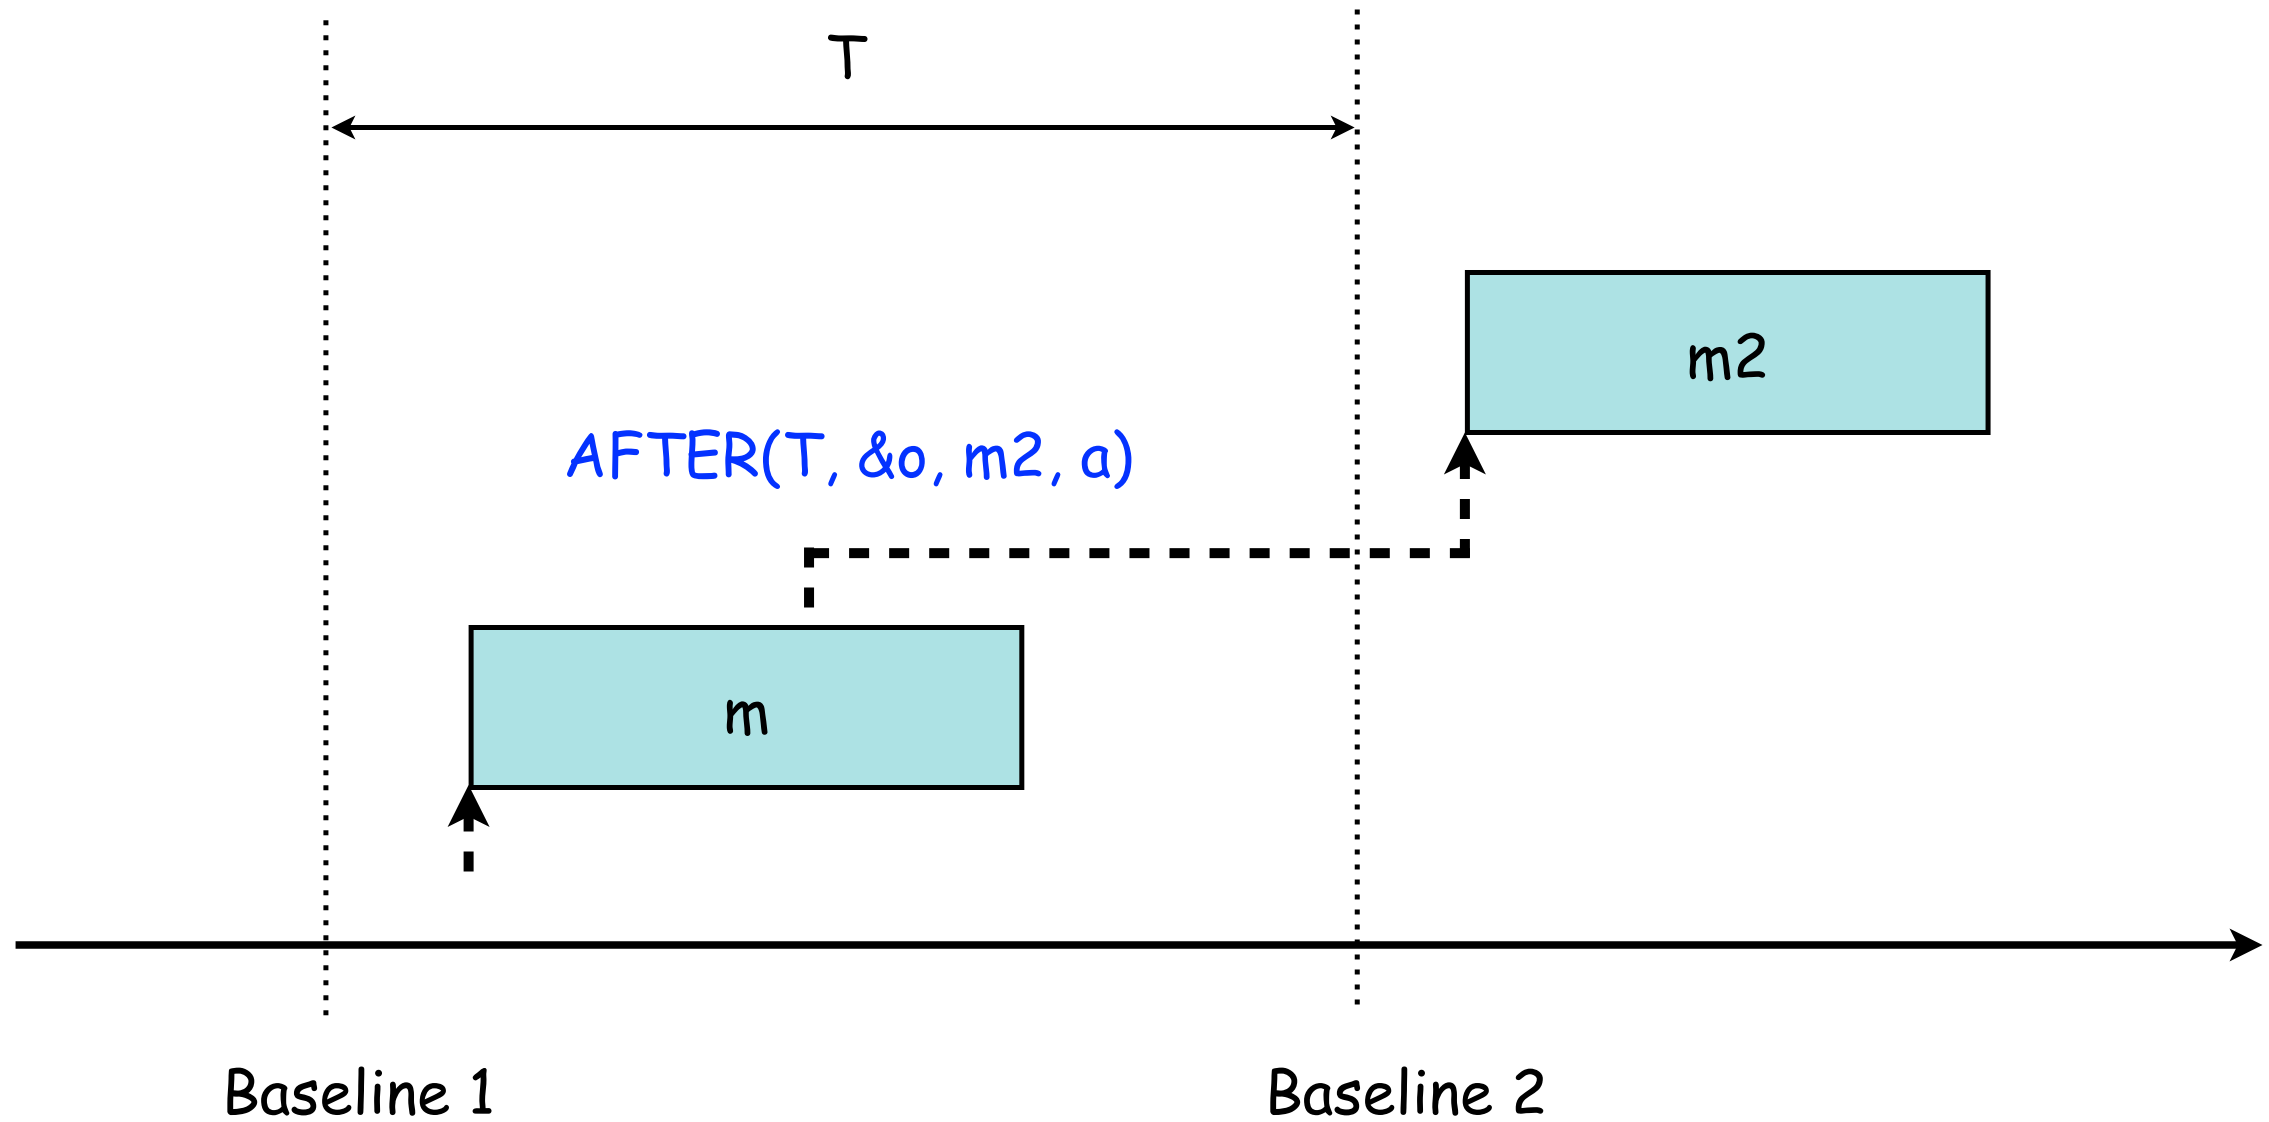 T
m2
AFTER(T, &o, m2, a)
m
Baseline 1
Baseline 2